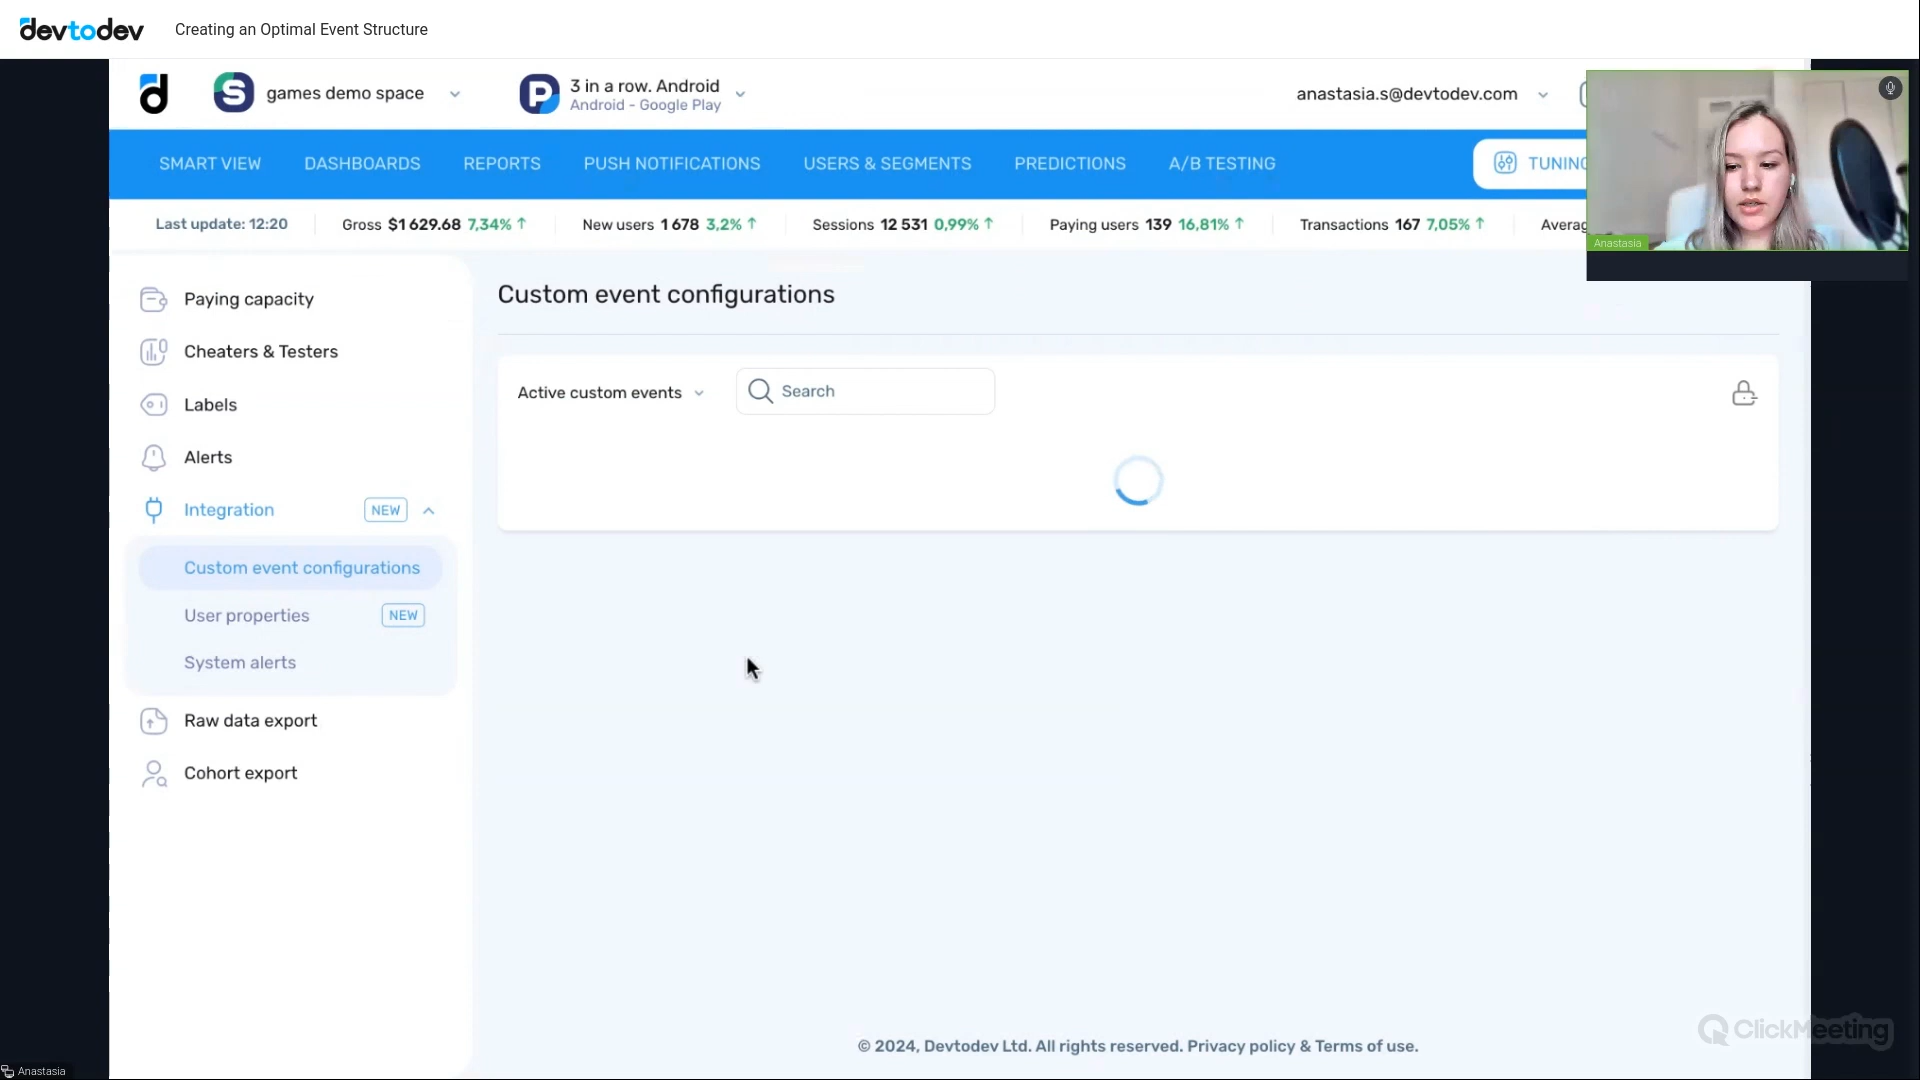 devtodev
Creating an Optimal Event Structure
games demo space
3 in a row. Android
Android - Google Play
anastasia.s@devtodev.com
SMART VIEW
DASHBOARDS
REPORTS
PUSH NOTIFICATIONS
USERS & SEGMENTS
PREDICTIONS
A/B TESTING
TUNING
Last update: 12:20
Gross $1 629.68 7,34% ↑
New users 1 678 3,2% ↑
Sessions 12 531 0,99% ↑
Paying users 139 16,81% ↑
Transactions 167 7,05% ↑
Averag
Anastasia
Paying capacity
Cheaters & Testers
Labels
Alerts
Integration NEW
Custom event configurations
User properties NEW
System alerts
Raw data export
Cohort export
Custom event configurations
Active custom events
Search
© 2024, Devtodev Ltd. All rights reserved. Privacy policy & Terms of use.
ClickMeeting
Anastasia